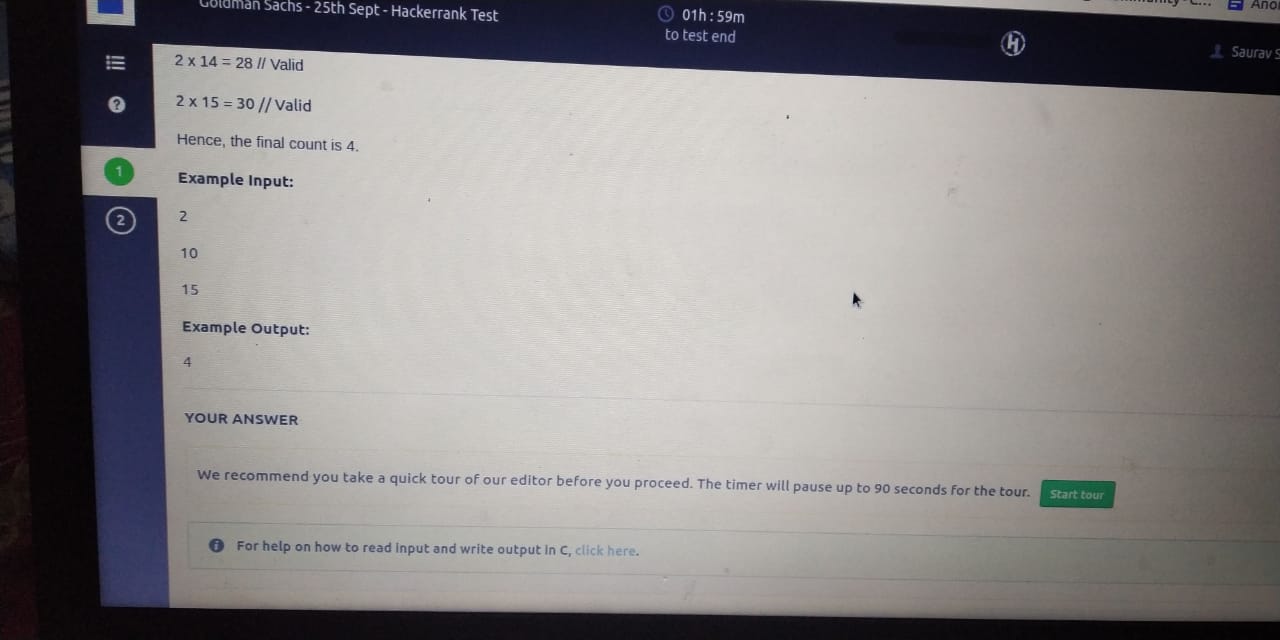 Goldman Sachs - 25th Sept - Hackerrank Test
01h : 59m
to test end
H
Saurav S
2 x 14 = 28 // Valid
2 x 15 = 30 // Valid
Hence, the final count is 4.
1
Example Input:
2
2
10
15
Example Output:
4
YOUR ANSWER
We recommend you take a quick tour of our editor before you proceed. The timer will pause up to 90 seconds for the tour.
Start tour
For help on how to read input and write output in C, click here.